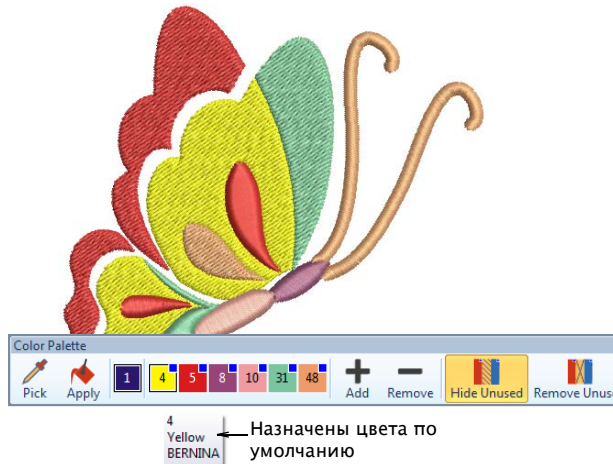 Color Palette
Pick Apply 1 4 5 8 10 31 48 Add Remove Hide Unused Remove Unus
4
Yellow
BERNINA
Назначены цвета по
умолчанию